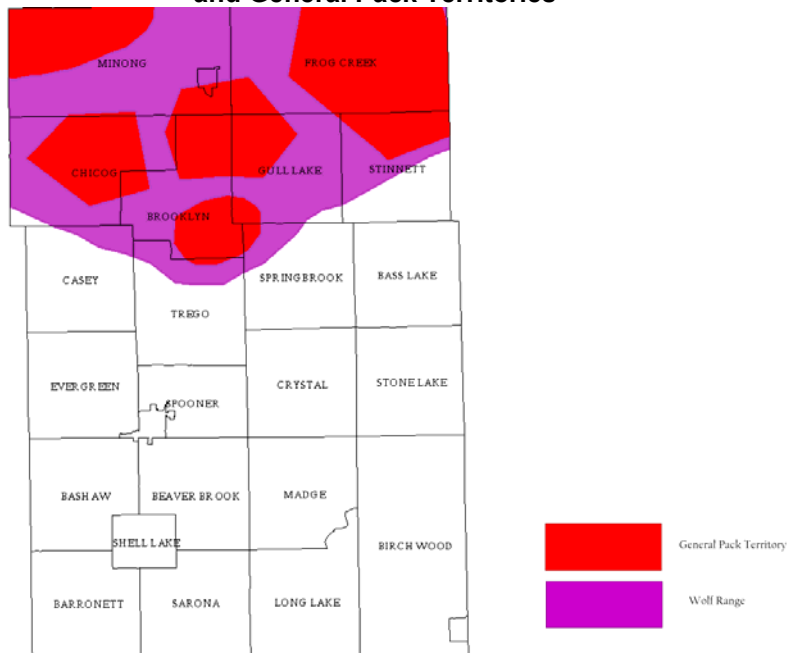 and General Pack Territories
MINONG
FROG CREEK
CHICOG
GULL LAKE
STINNETT
BROOKLYN
CASEY
SPRINGBROOK
BASS LAKE
TREGO
EVERGREEN
CRYSTAL
STONE LAKE
SPOONER
BASHAW
BEAVER BROOK
MADGE
SHELL LAKE
BIRCHWOOD
General Pack Territory
Wolf Range
BARRONETT
SARONA
LONG LAKE